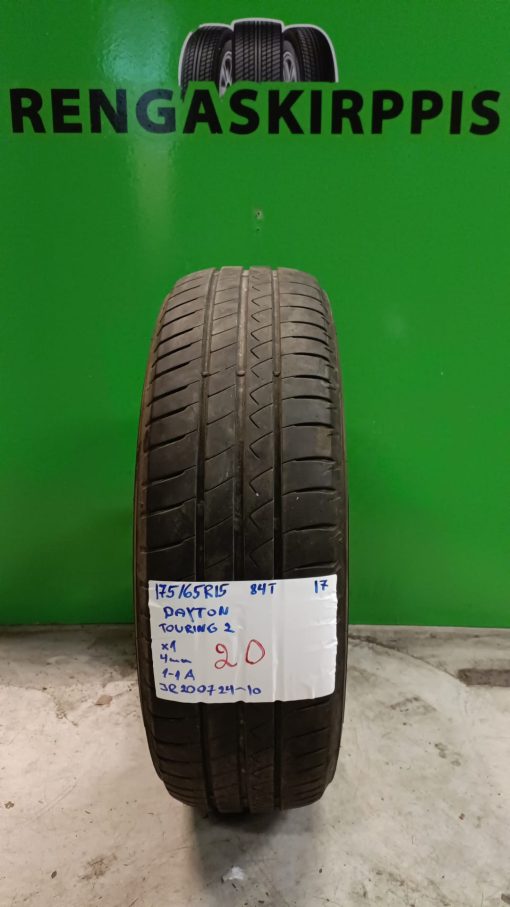 RENGASKIRPPIS
175/65R15 84T 17
DAYTON
TOURING 2
x1
20
4mm
1-1A
JR200724-10